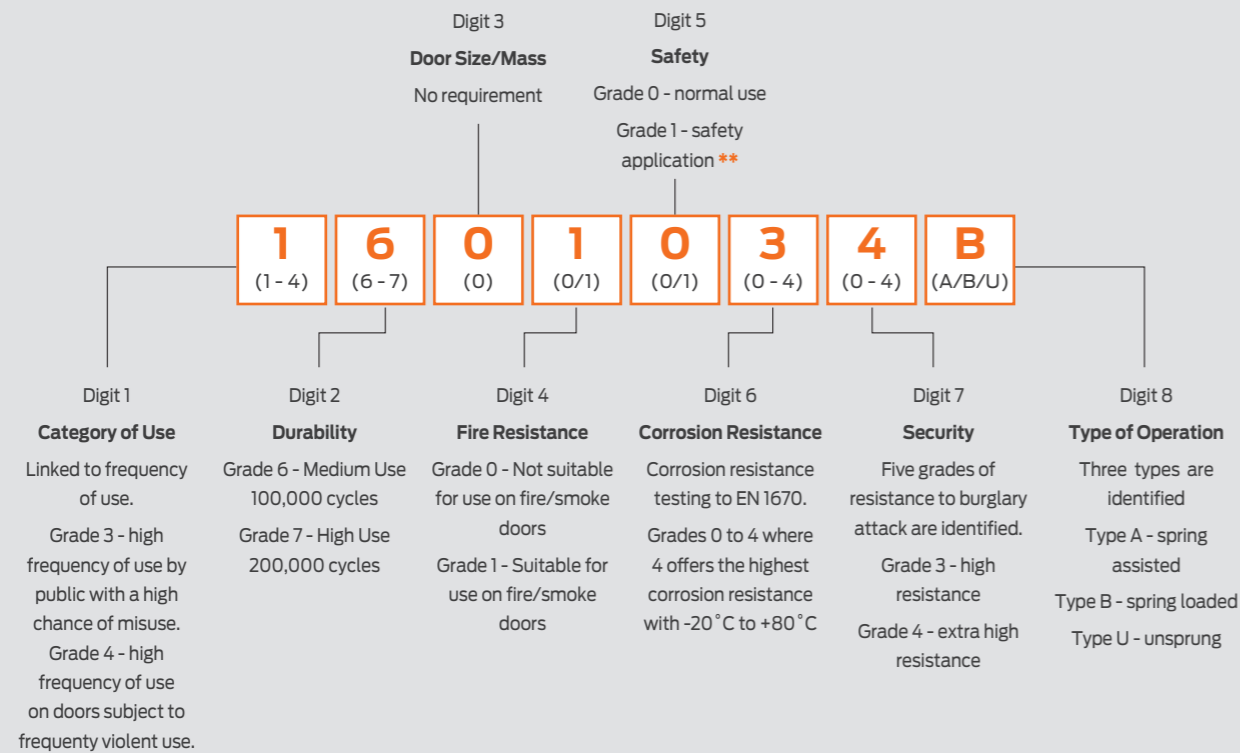 Digit 3
Door Size/Mass
No requirement
Digit 5
Safety
Grade 0 - normal use
Grade 1 - safety
application **
1
(1 - 4)
6
(6 - 7)
0
(0)
1
(0/1)
0
(0/1)
3
(0 - 4)
4
(0 - 4)
B
(A/B/U)
Digit 1
Category of Use
Linked to frequency
of use.
Grade 3 - high
frequency of use by
public with a high
chance of misuse.
Grade 4 - high
frequency of use
on doors subject to
frequenty violent use.
Digit 2
Durability
Grade 6 - Medium Use
100,000 cycles
Grade 7 - High Use
200,000 cycles
Digit 4
Fire Resistance
Grade 0 - Not suitable
for use on fire/smoke
doors
Grade 1 - Suitable for
use on fire/smoke
doors
Digit 6
Corrosion Resistance
Corrosion resistance
testing to EN 1670.
Grades 0 to 4 where
4 offers the highest
corrosion resistance
with -20˚C to +80˚C
Digit 7
Security
Five grades of
resistance to burglary
attack are identified.
Grade 3 - high
resistance
Grade 4 - extra high
resistance
Digit 8
Type of Operation
Three types are
identified
Type A - spring
assisted
Type B - spring loaded
Type U - unsprung